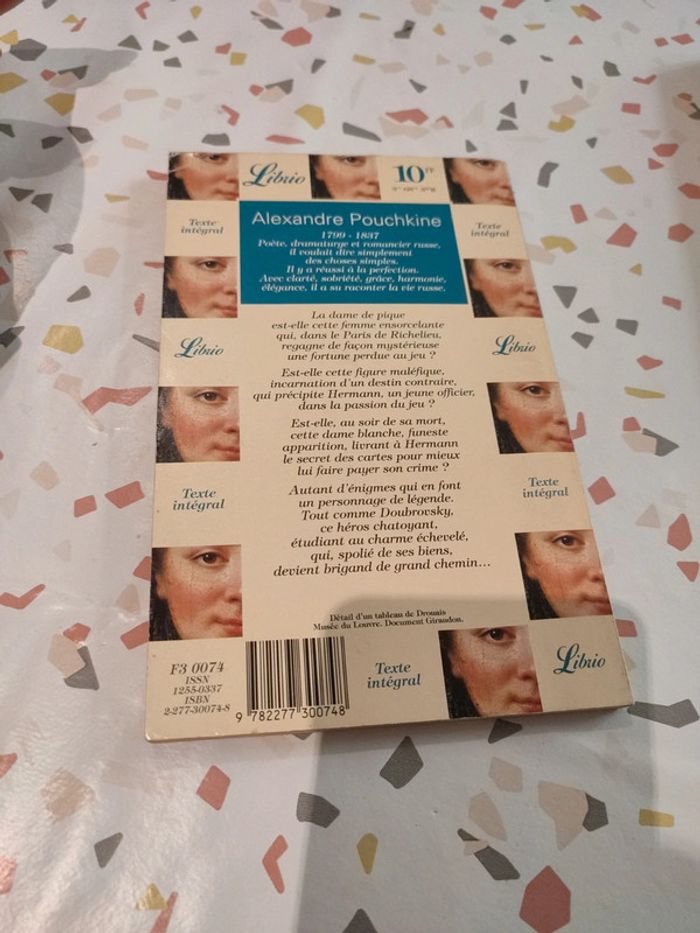 Librio
10FF
Texte
intégral
Alexandre Pouchkine
1799 - 1837
Poète, dramaturge et romancier russe,
il voulait dire simplement
des choses simples.
Il y a réussi à la perfection.
Avec clarté, sobriété, grâce, harmonie,
élégance, il a su raconter la vie russe.
Texte
intégral
Librio
Librio
La dame de pique
est-elle cette femme ensorcelante
qui, dans le Paris de Richelieu,
regagne de façon mystérieuse
une fortune perdue au jeu ?
Est-elle cette figure maléfique,
incarnation d'un destin contraire,
qui précipite Hermann, un jeune officier,
dans la passion du jeu ?
Est-elle, au soir de sa mort,
cette dame blanche, funeste
apparition, livrant à Hermann
le secret des cartes pour mieux
lui faire payer son crime ?
Texte
intégral
Texte
intégral
Autant d'énigmes qui en font
un personnage de légende.
Tout comme Doubrovsky,
ce héros chatoyant,
étudiant au charme échevelé,
qui, spolié de ses biens,
devient brigand de grand chemin...
Détail d'un tableau de Drouais
Musée du Louvre. Document Giraudon.
F3 0074
ISSN
1255-0337
ISBN
2-277-30074-8
9 782277 300748
Texte
intégral
Librio